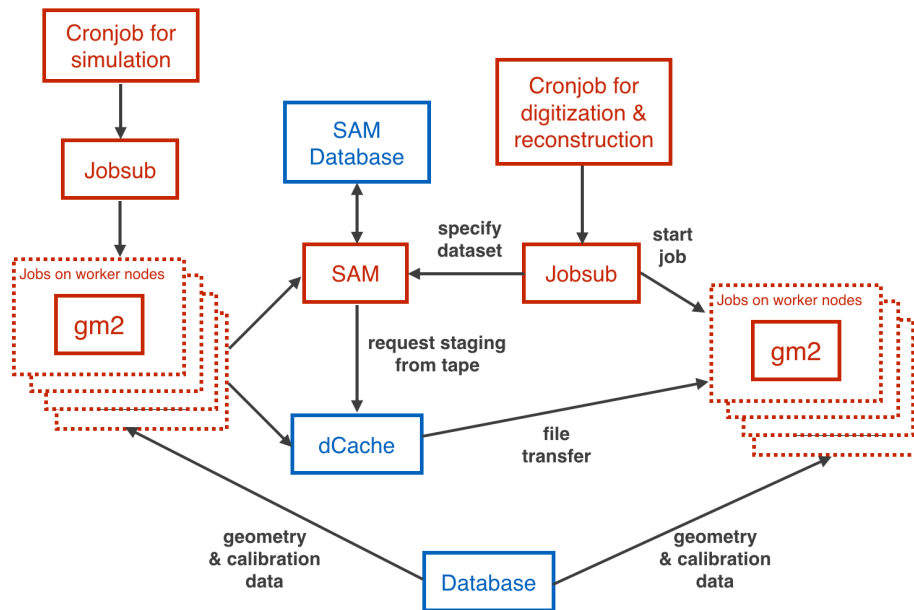 Cronjob for
simulation
Jobsub
Jobs on worker nodes
gm2
SAM
Database
SAM
specify
dataset
Cronjob for
digitization &
reconstruction
Jobsub
start
job
Jobs on worker nodes
gm2
request staging
from tape
dCache
file
transfer
geometry
& calibration
data
Database
geometry
& calibration
data